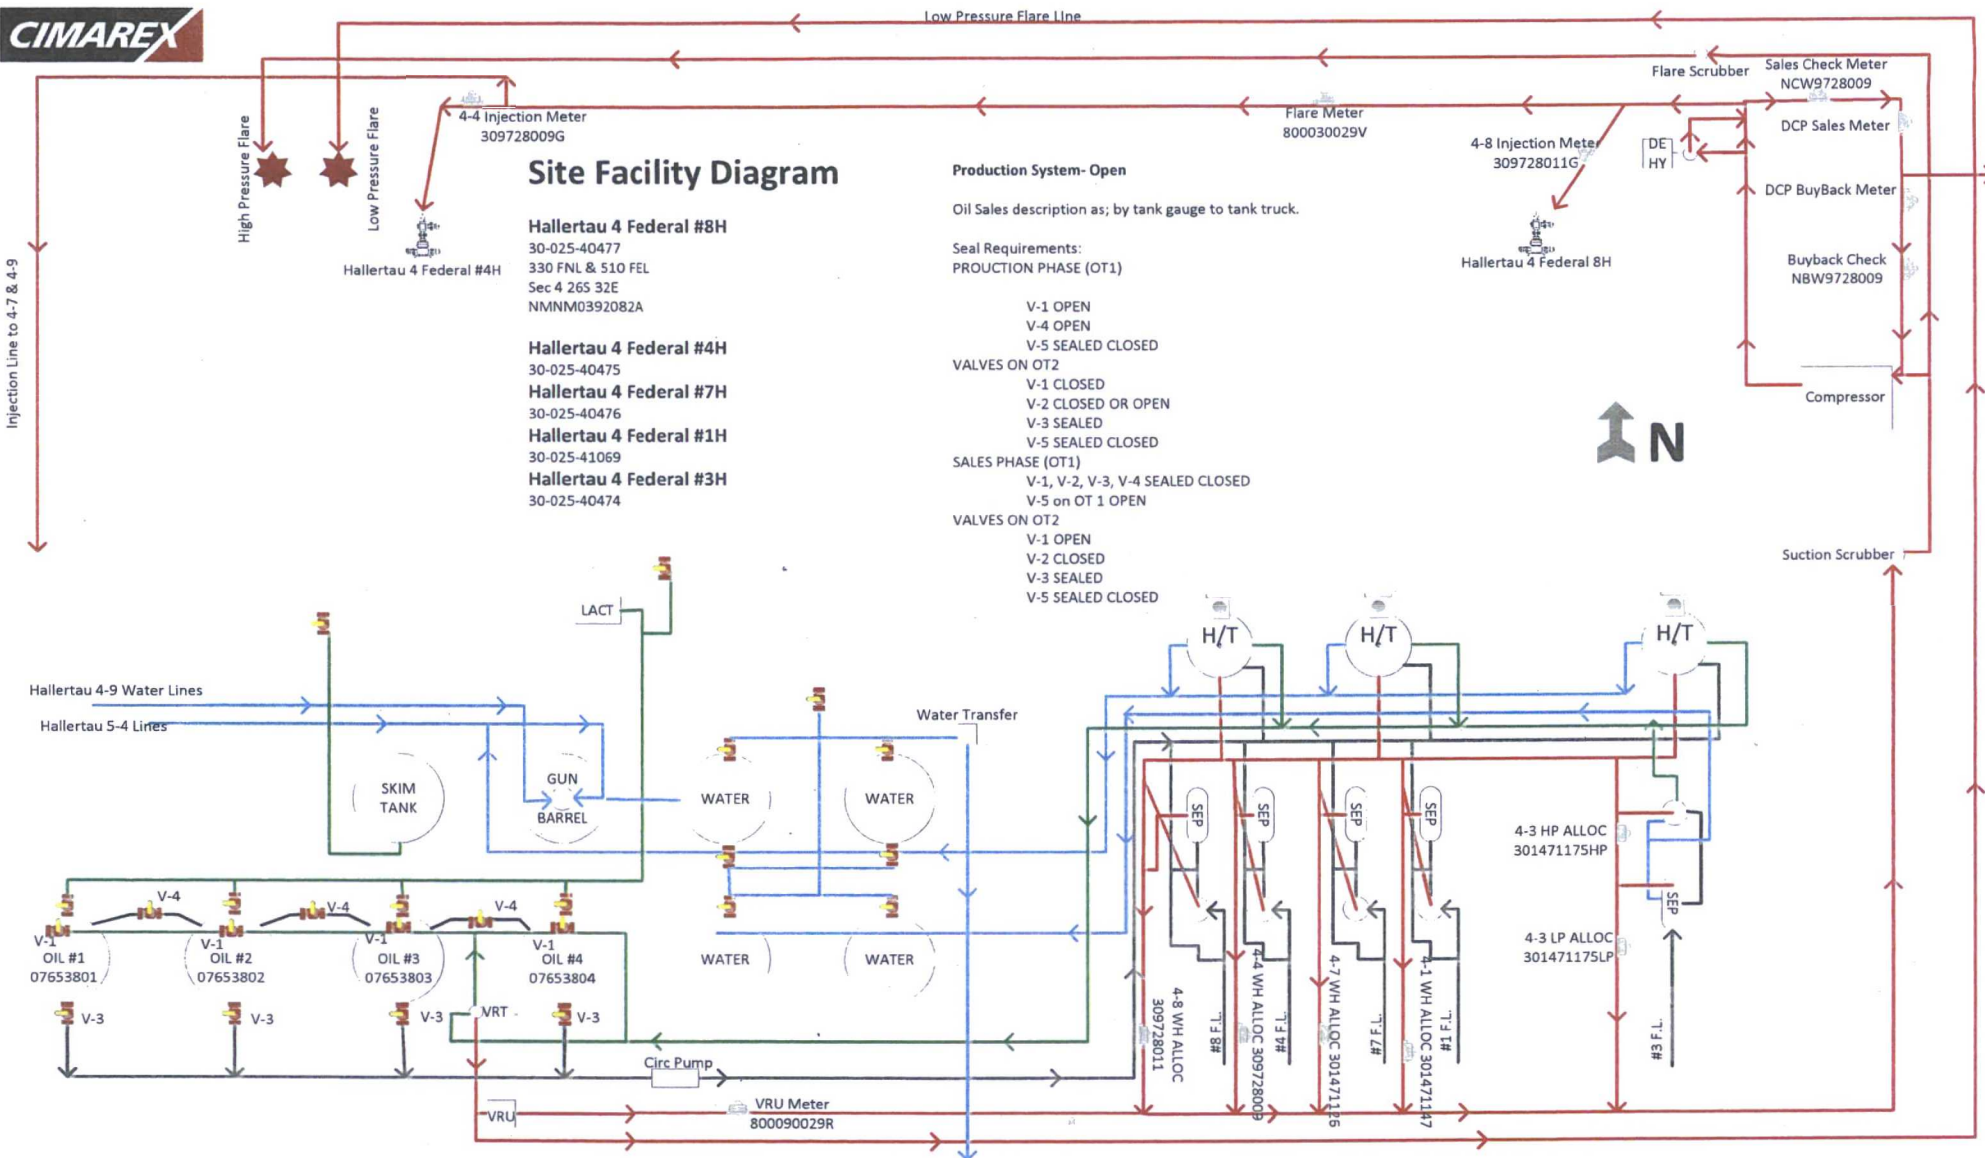 CIMAREX
Low Pressure Flare Line
Flare Scrubber
Sales Check Meter
NCW9728009
4-4 Injection Meter
309728009G
Flare Meter
800030029V
DCP Sales Meter
4-8 Injection Meter
309728011G
DE
HY
DCP BuyBack Meter
High Pressure Flare
Low Pressure Flare
Hallertau 4 Federal #4H
Hallertau 4 Federal 8H
Buyback Check
NBW9728009
Compressor
Injection Line to 4-7 & 4-9
N
Suction Scrubber
Site Facility Diagram
Hallertau 4 Federal #8H
30-025-40477
330 FNL & 510 FEL
Sec 4 26S 32E
NMNM0392082A
Hallertau 4 Federal #4H
30-025-40475
Hallertau 4 Federal #7H
30-025-40476
Hallertau 4 Federal #1H
30-025-41069
Hallertau 4 Federal #3H
30-025-40474
Production System- Open
Oil Sales description as; by tank gauge to tank truck.
Seal Requirements:
PROUCTION PHASE (OT1)
V-1 OPEN
V-4 OPEN
V-5 SEALED CLOSED
VALVES ON OT2
V-1 CLOSED
V-2 CLOSED OR OPEN
V-3 SEALED
V-5 SEALED CLOSED
SALES PHASE (OT1)
V-1, V-2, V-3, V-4 SEALED CLOSED
V-5 on OT 1 OPEN
VALVES ON OT2
V-1 OPEN
V-2 CLOSED
V-3 SEALED
V-5 SEALED CLOSED
LACT
H/T
H/T
H/T
Hallertau 4-9 Water Lines
Hallertau 5-4 Lines
Water Transfer
SKIM
TANK
GUN
BARREL
WATER
WATER
SEP
SEP
SEP
SEP
4-3 HP ALLOC
301471175HP
SEP
V-4
V-4
V-4
V-1
V-1
V-1
V-1
OIL #1
07653801
OIL #2
07653802
OIL #3
07653803
OIL #4
07653804
WATER
WATER
4-3 LP ALLOC
301471175LP
V-3
V-3
V-3
V-3
VRT
4-8 WH ALLOC
309728011
#8 F.L.
4-4 WH ALLOC 309728009
#4 F.L.
4-7 WH ALLOC 301471126
#7 F.L.
4-1 WH ALLOC 301471147
#1 F.L.
#3 F.L.
Circ Pump
VRU
VRU Meter
800090029R